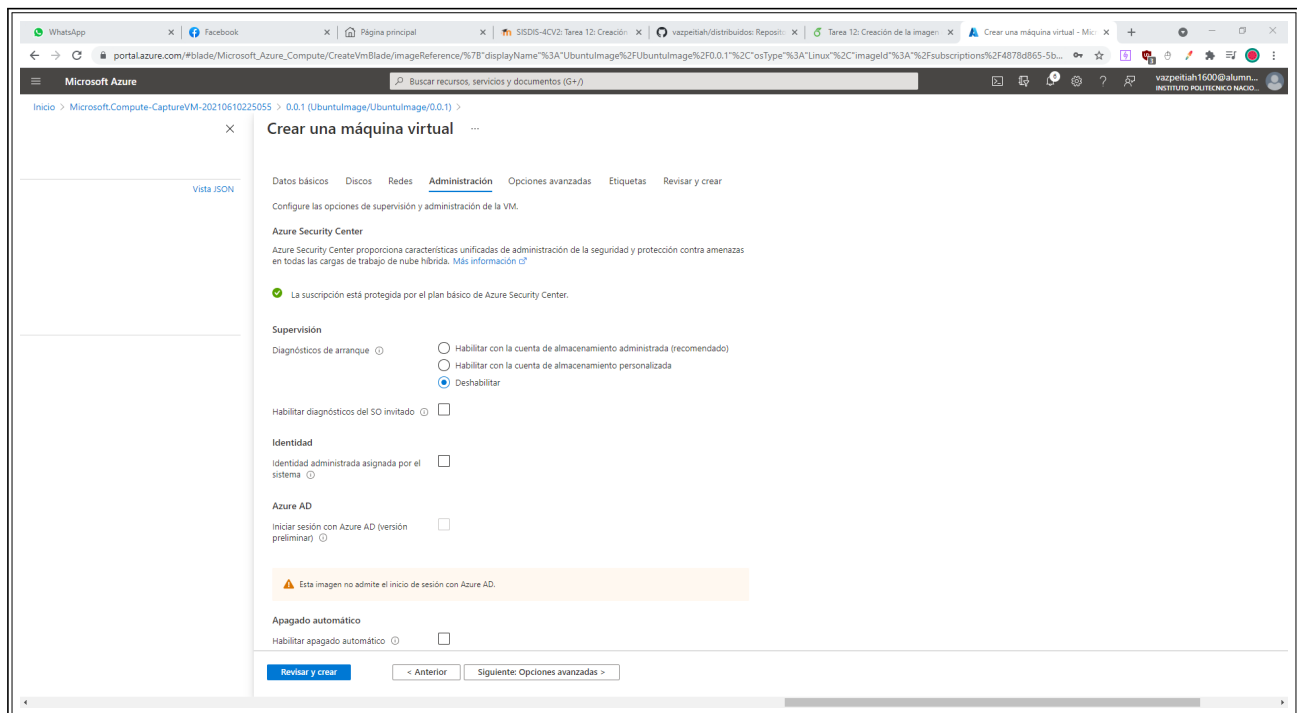 WhatsApp
Facebook
Página principal
SISDIS-4CV2: Tarea 12: Creación
vazpeitiah/distribuidos: Reposito
Tarea 12: Creación de la imagen
Crear una máquina virtual - Micr
portal.azure.com/#blade/Microsoft_Azure_Compute/CreateVmBlade/imageReference/%7B"displayName"%3A"UbuntuImage%2FUbuntuImage%2F0.0.1"%2C"osType"%3A"Linux"%2C"imageId"%3A"%2Fsubscriptions%2F4878d865-5b...
Microsoft Azure
Buscar recursos, servicios y documentos (G+/)
vazpeitiah1600@alumn...
INSTITUTO POLITECNICO NACIO...
Inicio > Microsoft.Compute-CaptureVM-20210610225055 > 0.0.1 (UbuntuImage/UbuntuImage/0.0.1) >
Crear una máquina virtual ...
Vista JSON
Datos básicos Discos Redes Administración Opciones avanzadas Etiquetas Revisar y crear
Configure las opciones de supervisión y administración de la VM.
Azure Security Center
Azure Security Center proporciona características unificadas de administración de la seguridad y protección contra amenazas
en todas las cargas de trabajo de nube híbrida. Más información
La suscripción está protegida por el plan básico de Azure Security Center.
Supervisión
Diagnósticos de arranque
Habilitar con la cuenta de almacenamiento administrada (recomendado)
Habilitar con la cuenta de almacenamiento personalizada
Deshabilitar
Habilitar diagnósticos del SO invitado
Identidad
Identidad administrada asignada por el
sistema
Azure AD
Iniciar sesión con Azure AD (versión
preliminar)
Esta imagen no admite el inicio de sesión con Azure AD.
Apagado automático
Habilitar apagado automático
Revisar y crear
< Anterior
Siguiente: Opciones avanzadas >